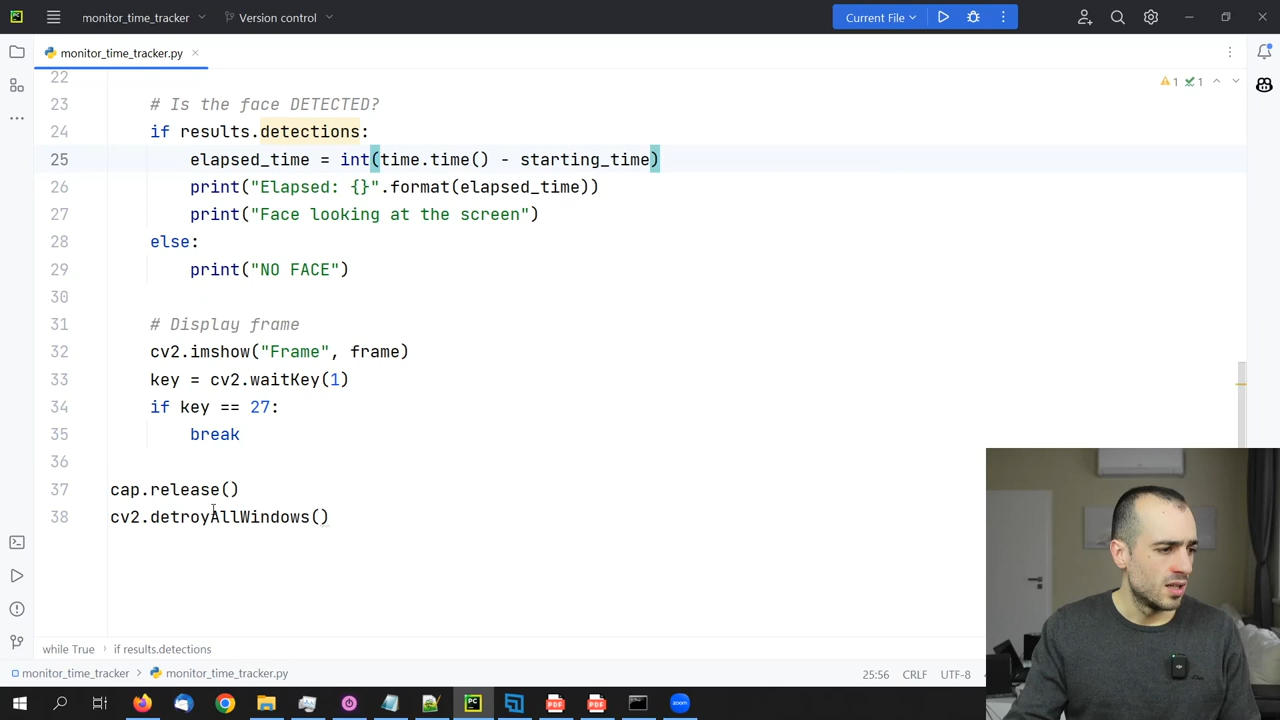 monitor_time_tracker
Version control
Current File
monitor_time_tracker.py
1
1
22
23 # Is the face DETECTED?
24 if results.detections:
25 elapsed_time = int(time.time() - starting_time)
26 print("Elapsed: {}".format(elapsed_time))
27 print("Face looking at the screen")
28 else:
29 print("NO FACE")
30
31 # Display frame
32 cv2.imshow("Frame", frame)
33 key = cv2.waitKey(1)
34 if key == 27:
35 break
36
37 cap.release()
38 cv2.detroyAllWindows()
while True
if results.detections
monitor_time_tracker
monitor_time_tracker.py
25:56
CRLF
UTF-8
PC
zoom